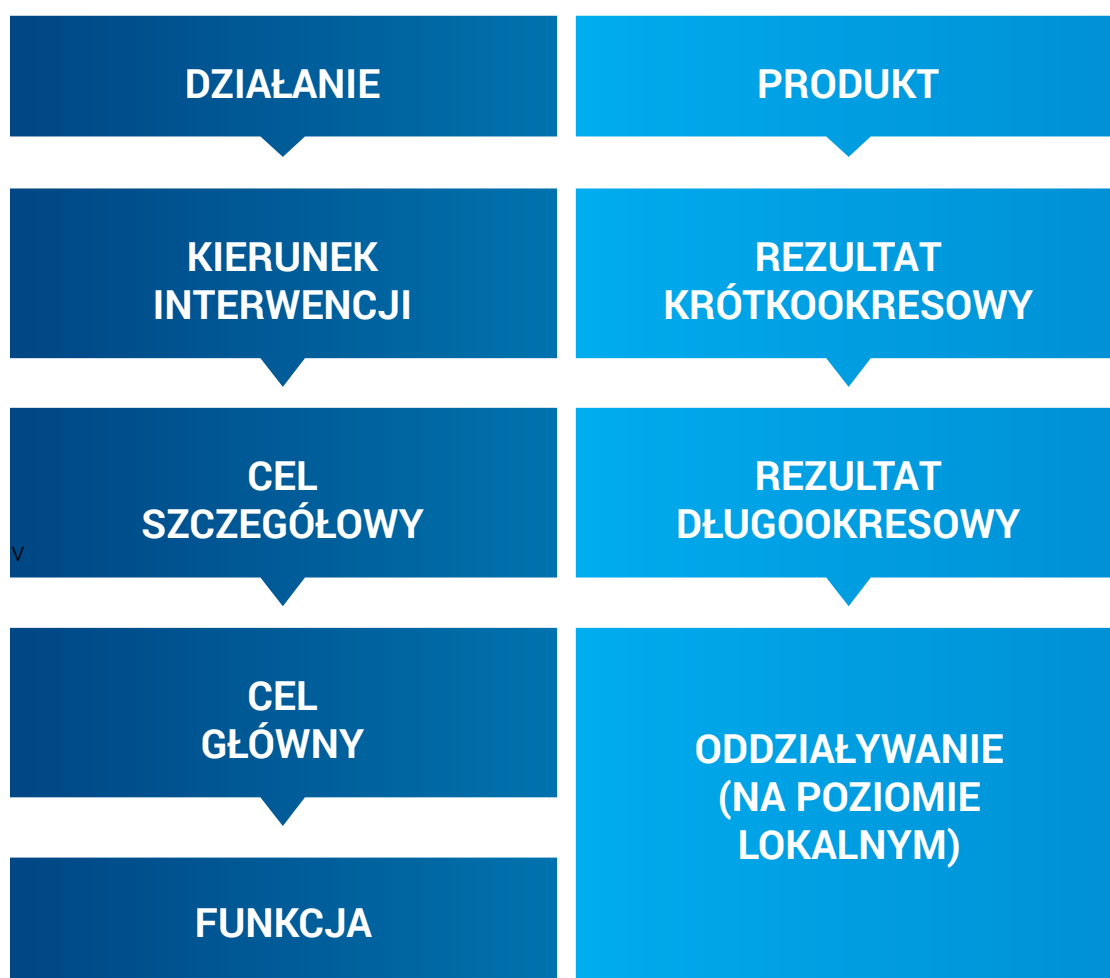 DZIAŁANIE
PRODUKT
KIERUNEK
INTERWENCJI
REZULTAT
KRÓTKOOKRESOWY
CEL
SZCZEGÓŁOWY
REZULTAT
DŁUGOOKRESOWY
V
CEL
GŁÓWNY
ODDZIAŁYWANIE
(NA POZIOMIE
LOKALNYM)
FUNKCJA